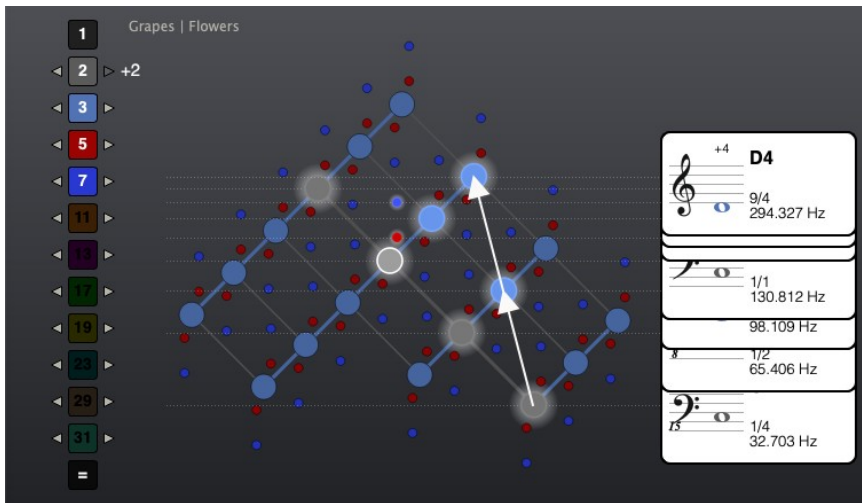 Grapes | Flowers
1
2 +2
3
5
7
11
13
17
19
23
29
31
=
+4 D4
9/4
294.327 Hz
1/1
130.812 Hz
98.109 Hz
8 1/2
65.406 Hz
15 1/4
32.703 Hz